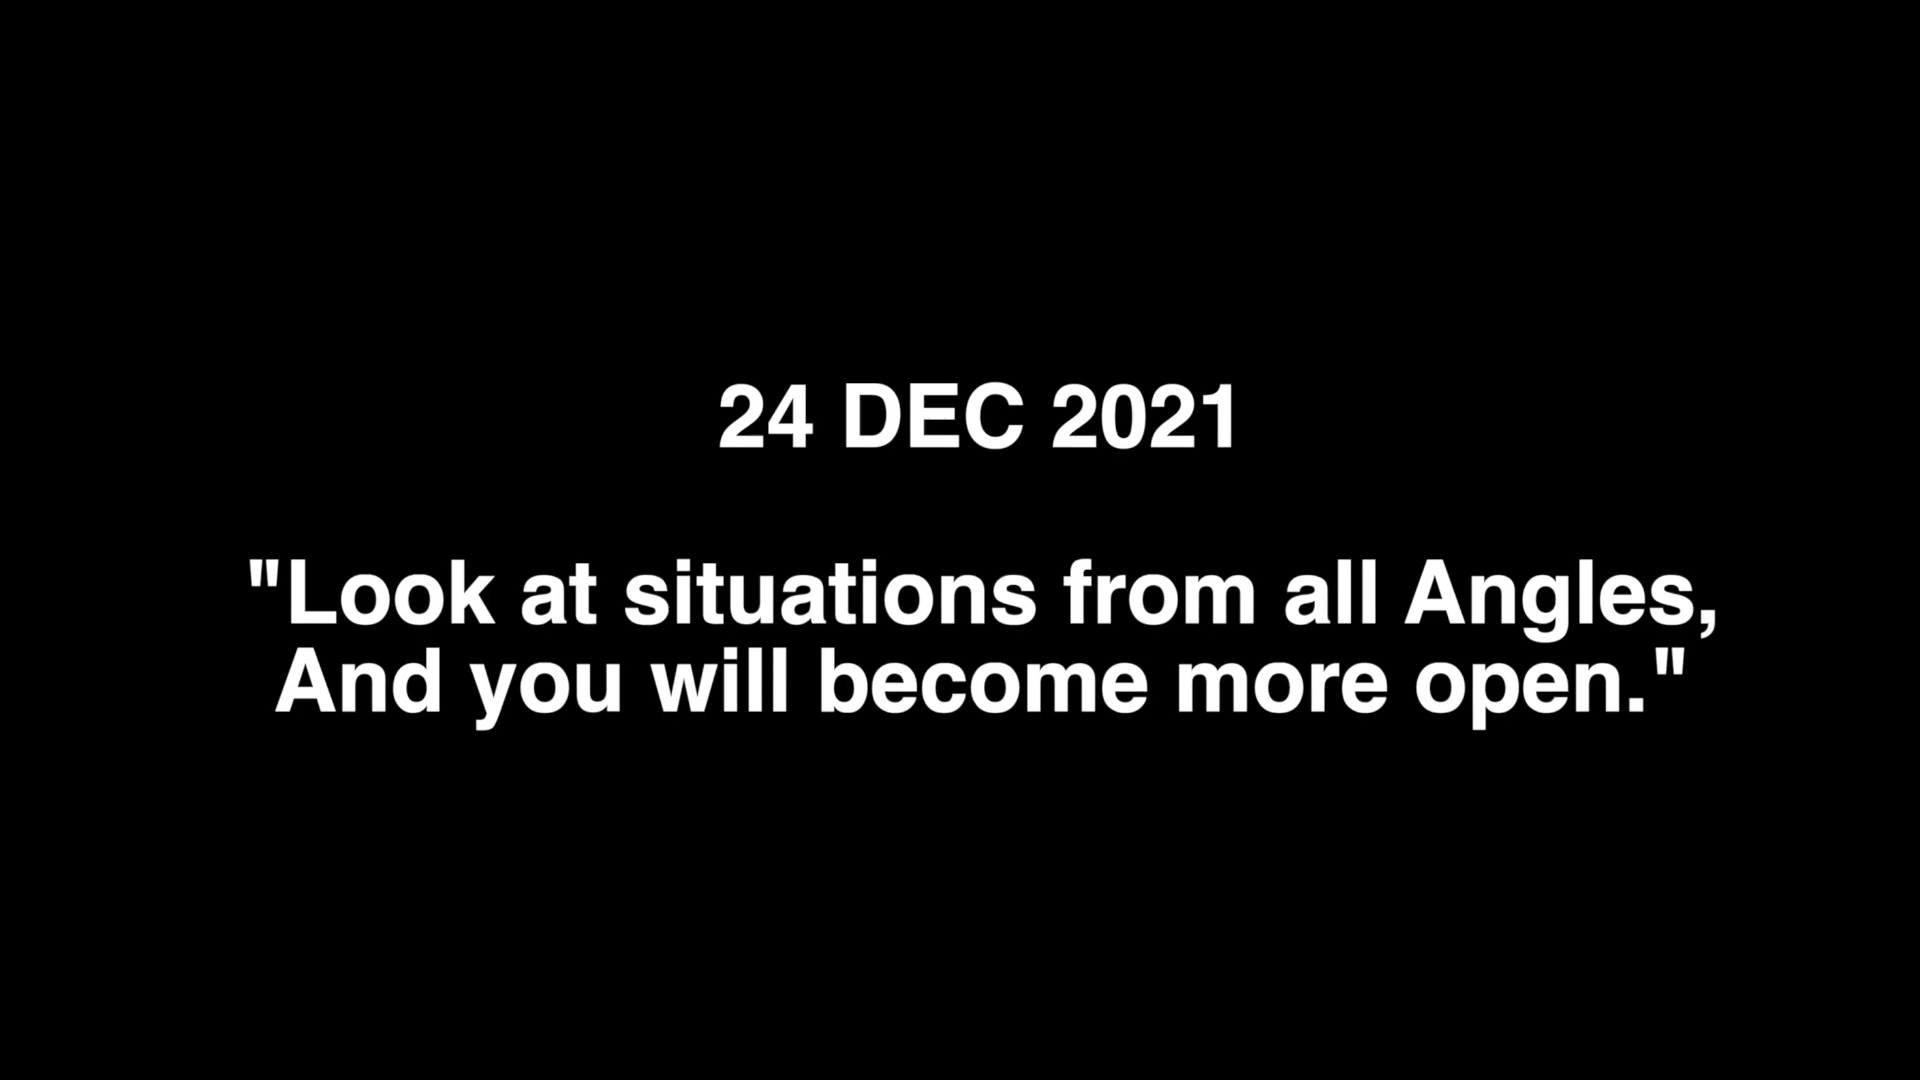 24 DEC 2021
"Look at situations from all Angles,
And you will become more open."